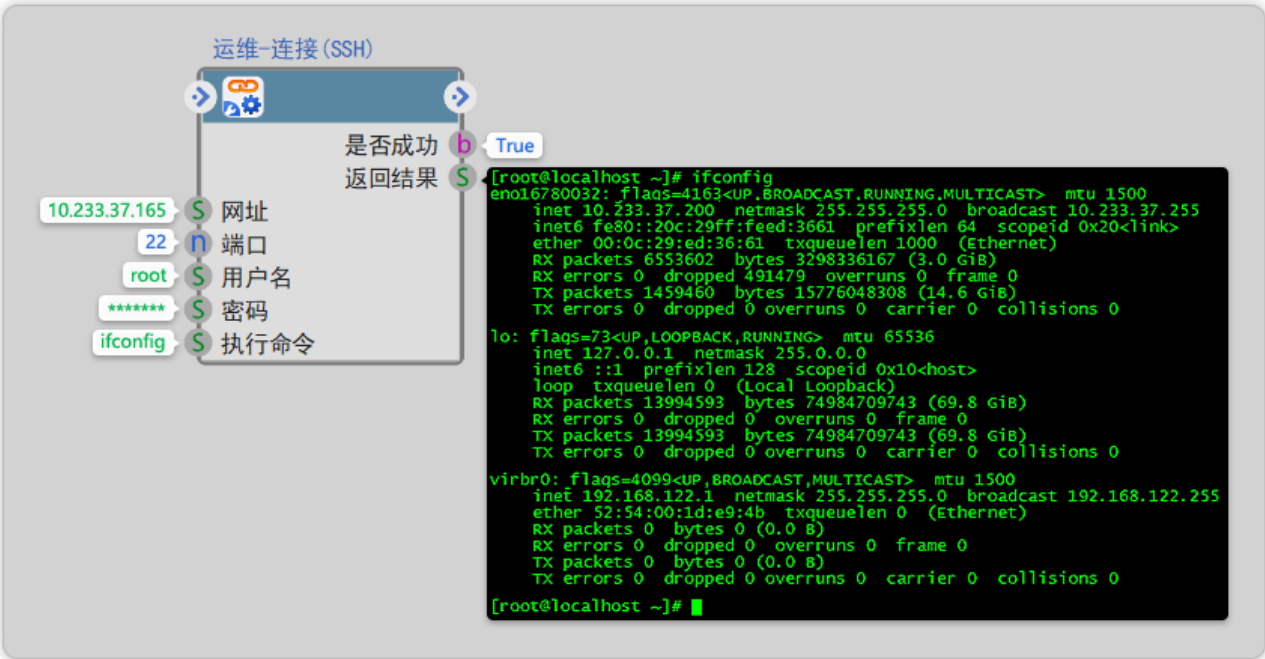 运维-连接(SSH)
是否成功 b True
返回结果 S
10.233.37.165 S 网址
22 n 端口
root S 用户名
******* S 密码
ifconfig S 执行命令
[root@localhost ~]# ifconfig
eno16780032: flags=4163<UP,BROADCAST,RUNNING,MULTICAST>  mtu 1500
inet 10.233.37.200  netmask 255.255.255.0  broadcast 10.233.37.255
inet6 fe80::20c:29ff:feed:3661  prefixlen 64  scopeid 0x20<link>
ether 00:0c:29:ed:36:61  txqueuelen 1000  (Ethernet)
RX packets 6553602  bytes 3298336167 (3.0 GiB)
RX errors 0  dropped 491479  overruns 0  frame 0
TX packets 1459460  bytes 15776048308 (14.6 GiB)
TX errors 0  dropped 0 overruns 0  carrier 0  collisions 0
lo: flags=73<UP,LOOPBACK,RUNNING>  mtu 65536
inet 127.0.0.1  netmask 255.0.0.0
inet6 ::1  prefixlen 128  scopeid 0x10<host>
loop  txqueuelen 0  (Local Loopback)
RX packets 13994593  bytes 74984709743 (69.8 GiB)
RX errors 0  dropped 0  overruns 0  frame 0
TX packets 13994593  bytes 74984709743 (69.8 GiB)
TX errors 0  dropped 0 overruns 0  carrier 0  collisions 0
virbr0: flags=4099<UP,BROADCAST,MULTICAST>  mtu 1500
inet 192.168.122.1  netmask 255.255.255.0  broadcast 192.168.122.255
ether 52:54:00:1d:e9:4b  txqueuelen 0  (Ethernet)
RX packets 0  bytes 0 (0.0 B)
RX errors 0  dropped 0  overruns 0  frame 0
TX packets 0  bytes 0 (0.0 B)
TX errors 0  dropped 0 overruns 0  carrier 0  collisions 0
[root@localhost ~]#